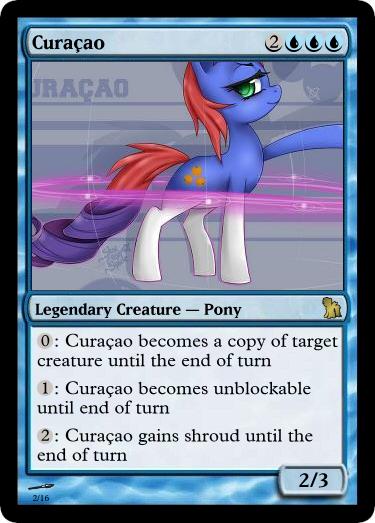 Curaçao 2
URAÇAO
Legendary Creature — Pony
0: Curaçao becomes a copy of target
creature until the end of turn
1: Curaçao becomes unblockable
until end of turn
2: Curaçao gains shroud until the
end of turn
2/3
2/16